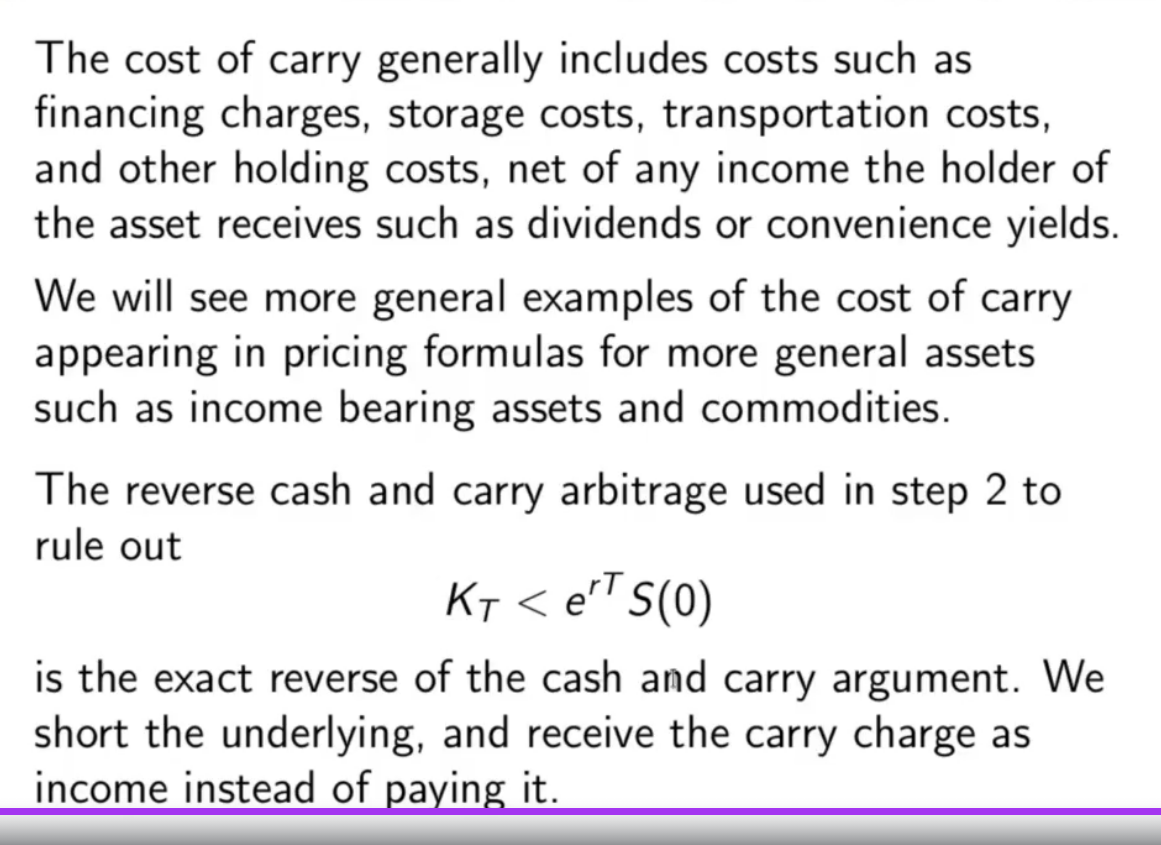 The cost of carry generally includes costs such as
financing charges, storage costs, transportation costs,
and other holding costs, net of any income the holder of
the asset receives such as dividends or convenience yields.
We will see more general examples of the cost of carry
appearing in pricing formulas for more general assets
such as income bearing assets and commodities.
The reverse cash and carry arbitrage used in step 2 to
rule out
K_T < e^{rT} S(0)
is the exact reverse of the cash and carry argument. We
short the underlying, and receive the carry charge as
income instead of paying it.